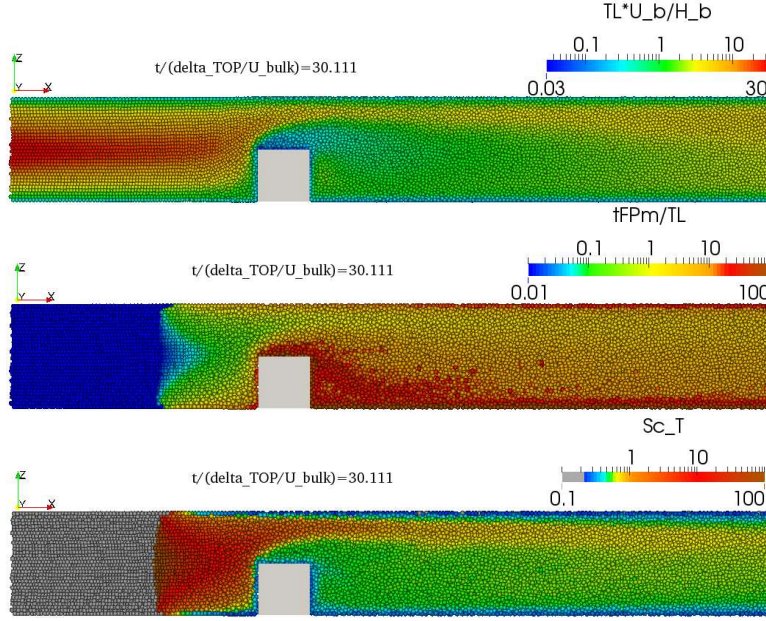 TL*U_b/H_b
Z
t/(delta_TOP/U_bulk)=30.111
0.1 1 10
Y X
0.03 30
tFPm/TL
Z
t/(delta_TOP/U_bulk)=30.111
0.1 1 10
Y X
0.01 100
Sc_T
Z
t/(delta_TOP/U_bulk)=30.111
1 10
Y X
0.1 100